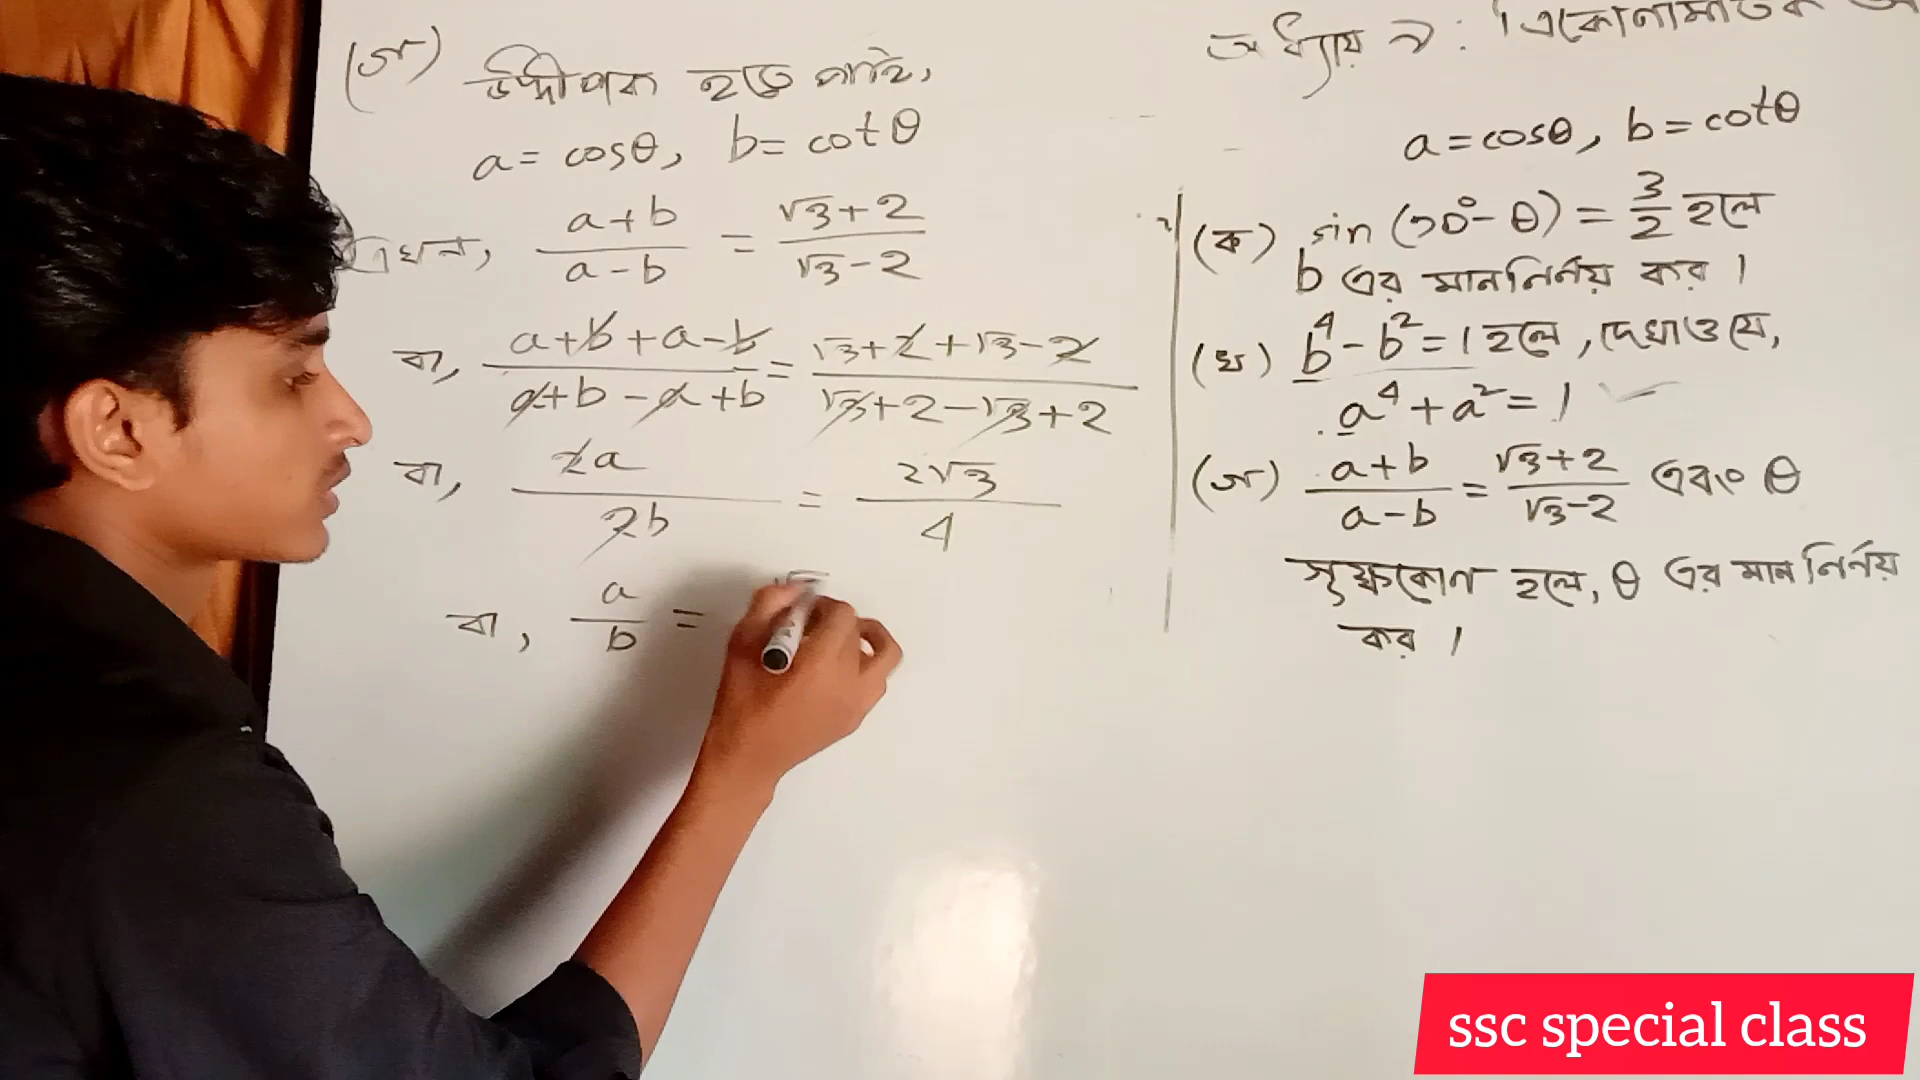 (গ) উদ্দীপক হতে পাই,
a = cosθ, b = cotθ
এখন, (a+b)/(a-b) = (√3+2)/(√3-2)
বা, (a+b+a-b)/(a+b-a+b) = (√3+2+√3-2)/(√3+2-√3+2)
বা, 2a/2b = 2√3/4
বা, a/b =
অধ্যায় ৯: ত্রিকোণমিতিক
a = cosθ, b = cotθ
(ক) sin (90°-θ) = 3/2 হলে
b এর মান নির্ণয় কর।
(খ) b⁴-b² = 1 হলে, দেখাও যে,
a⁴+a² = 1
(গ) (a+b)/(a-b) = (√3+2)/(√3-2) এবং θ
সূক্ষ্মকোণ হলে, θ এর মান নির্ণয়
কর।
ssc special class